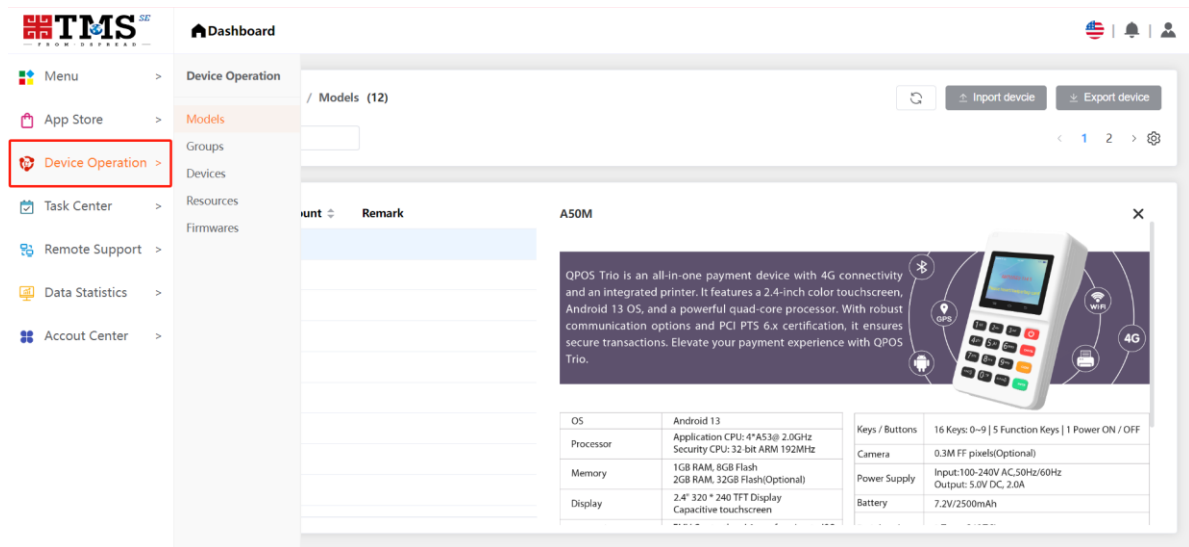 TMS SE
FROM DSPREAD
Dashboard
Menu >
App Store >
Device Operation >
Task Center >
Remote Support >
Data Statistics >
Accout Center >
Device Operation
Models
Groups
Devices
Resources
Firmwares
/ Models (12)
Inport devcie
Export device
< 1 2 >
ount
Remark
A50M
QPOS Trio is an all-in-one payment device with 4G connectivity
and an integrated printer. It features a 2.4-inch color touchscreen,
Android 13 OS, and a powerful quad-core processor. With robust
communication options and PCI PTS 6.x certification, it ensures
secure transactions. Elevate your payment experience with QPOS
Trio.
GPS
WiFi
4G
OS Android 13
Processor Application CPU: 4*A53@ 2.0GHz
Security CPU: 32-bit ARM 192MHz
Memory 1GB RAM, 8GB Flash
2GB RAM, 32GB Flash(Optional)
Display 2.4" 320 * 240 TFT Display
Capacitive touchscreen
Keys / Buttons 16 Keys: 0~9 | 5 Function Keys | 1 Power ON / OFF
Camera 0.3M FF pixels(Optional)
Power Supply Input:100-240V AC,50Hz/60Hz
Output: 5.0V DC, 2.0A
Battery 7.2V/2500mAh